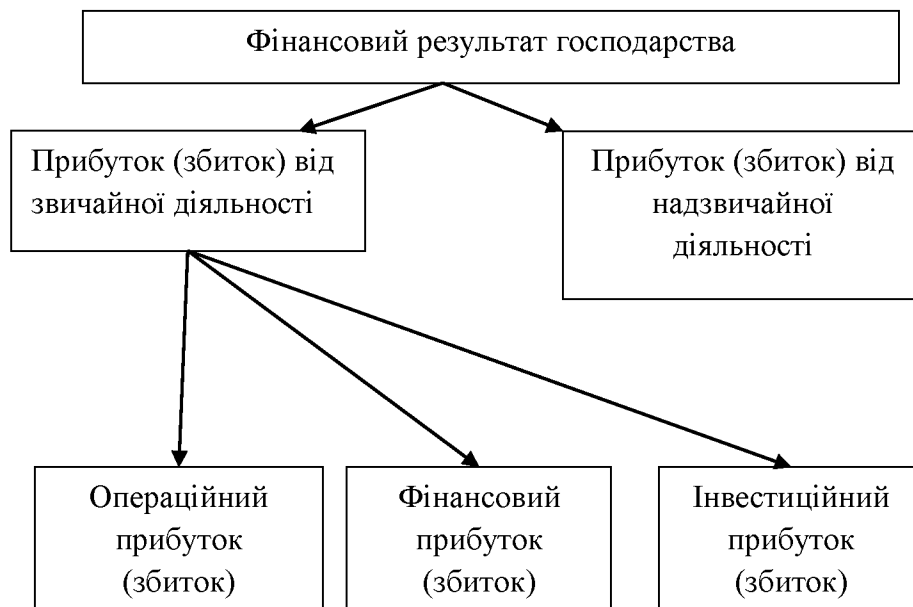 Фінансовий результат господарства
Прибуток (збиток) від
звичайної діяльності
Прибуток (збиток) від
надзвичайної
діяльності
Операційний
прибуток
(збиток)
Фінансовий
прибуток
(збиток)
Інвестиційний
прибуток
(збиток)